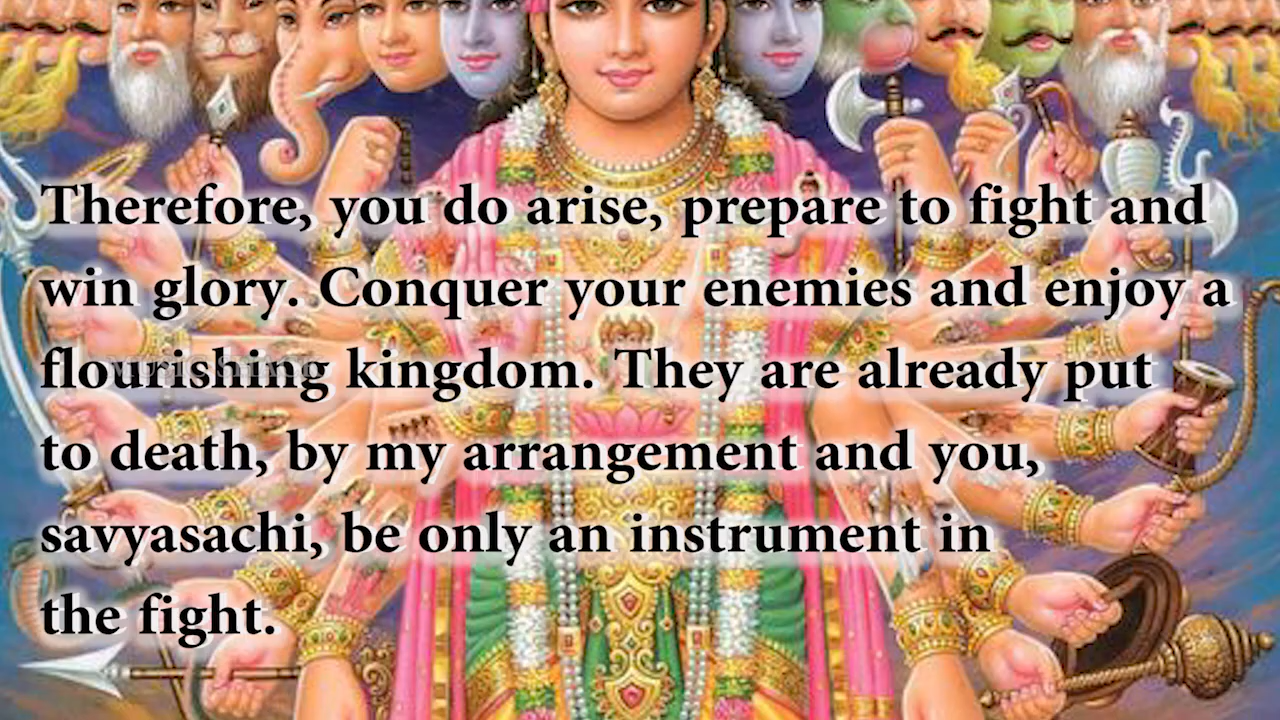 Therefore, you do arise, prepare to fight and
win glory. Conquer your enemies and enjoy a
flourishing kingdom. They are already put
to death, by my arrangement and you,
savyasachi, be only an instrument in
the fight.